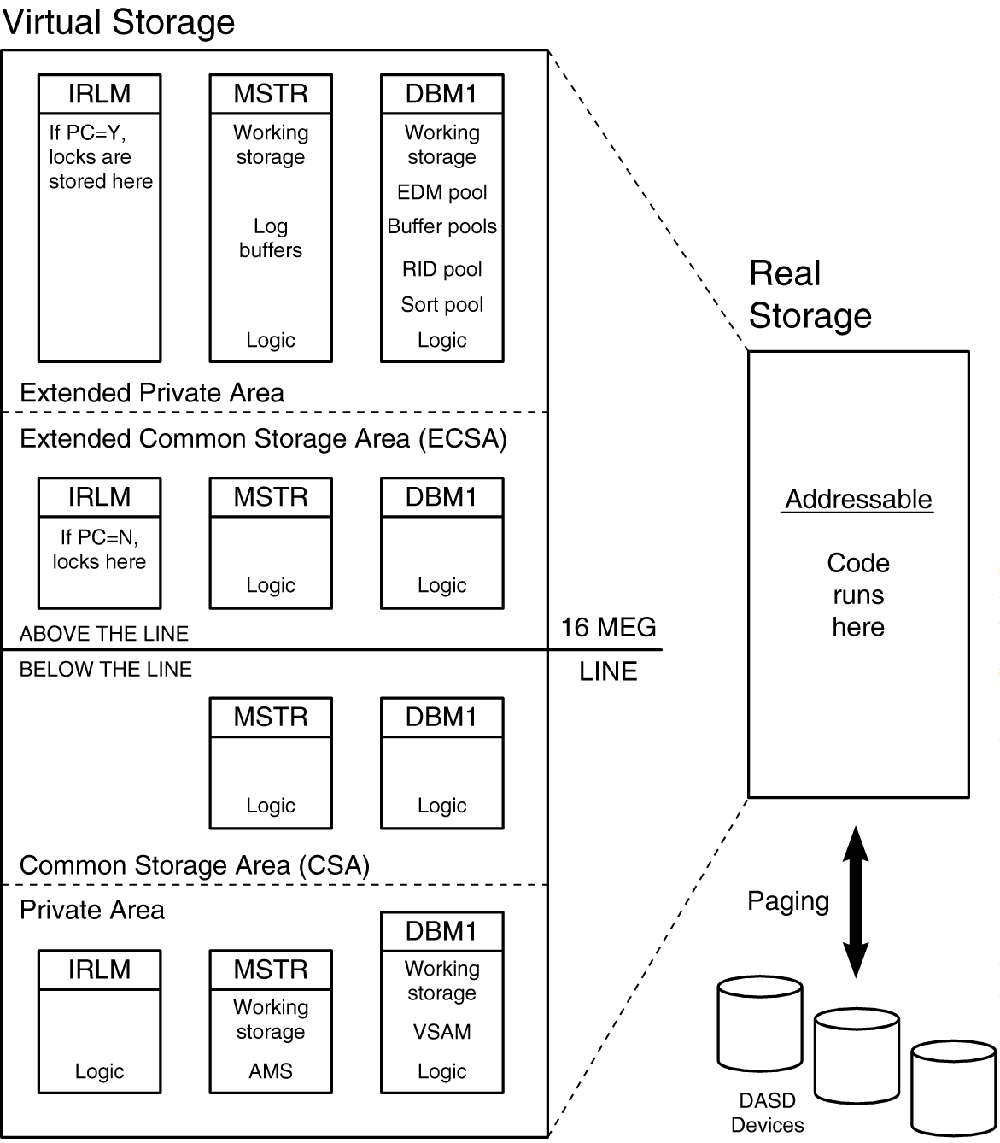 Virtual Storage
IRLM
If PC=Y,
locks are
stored here
MSTR
Working
storage
Log
buffers
Logic
DBM1
Working
storage
EDM pool
Buffer pools
RID pool
Sort pool
Logic
Extended Private Area
Extended Common Storage Area (ECSA)
IRLM
If PC=N,
locks here
MSTR
Logic
DBM1
Logic
ABOVE THE LINE
16 MEG
LINE
BELOW THE LINE
MSTR
Logic
DBM1
Logic
Common Storage Area (CSA)
Private Area
IRLM
Logic
MSTR
Working
storage
AMS
DBM1
Working
storage
VSAM
Logic
Real
Storage
Addressable
Code
runs
here
Paging
DASD
Devices